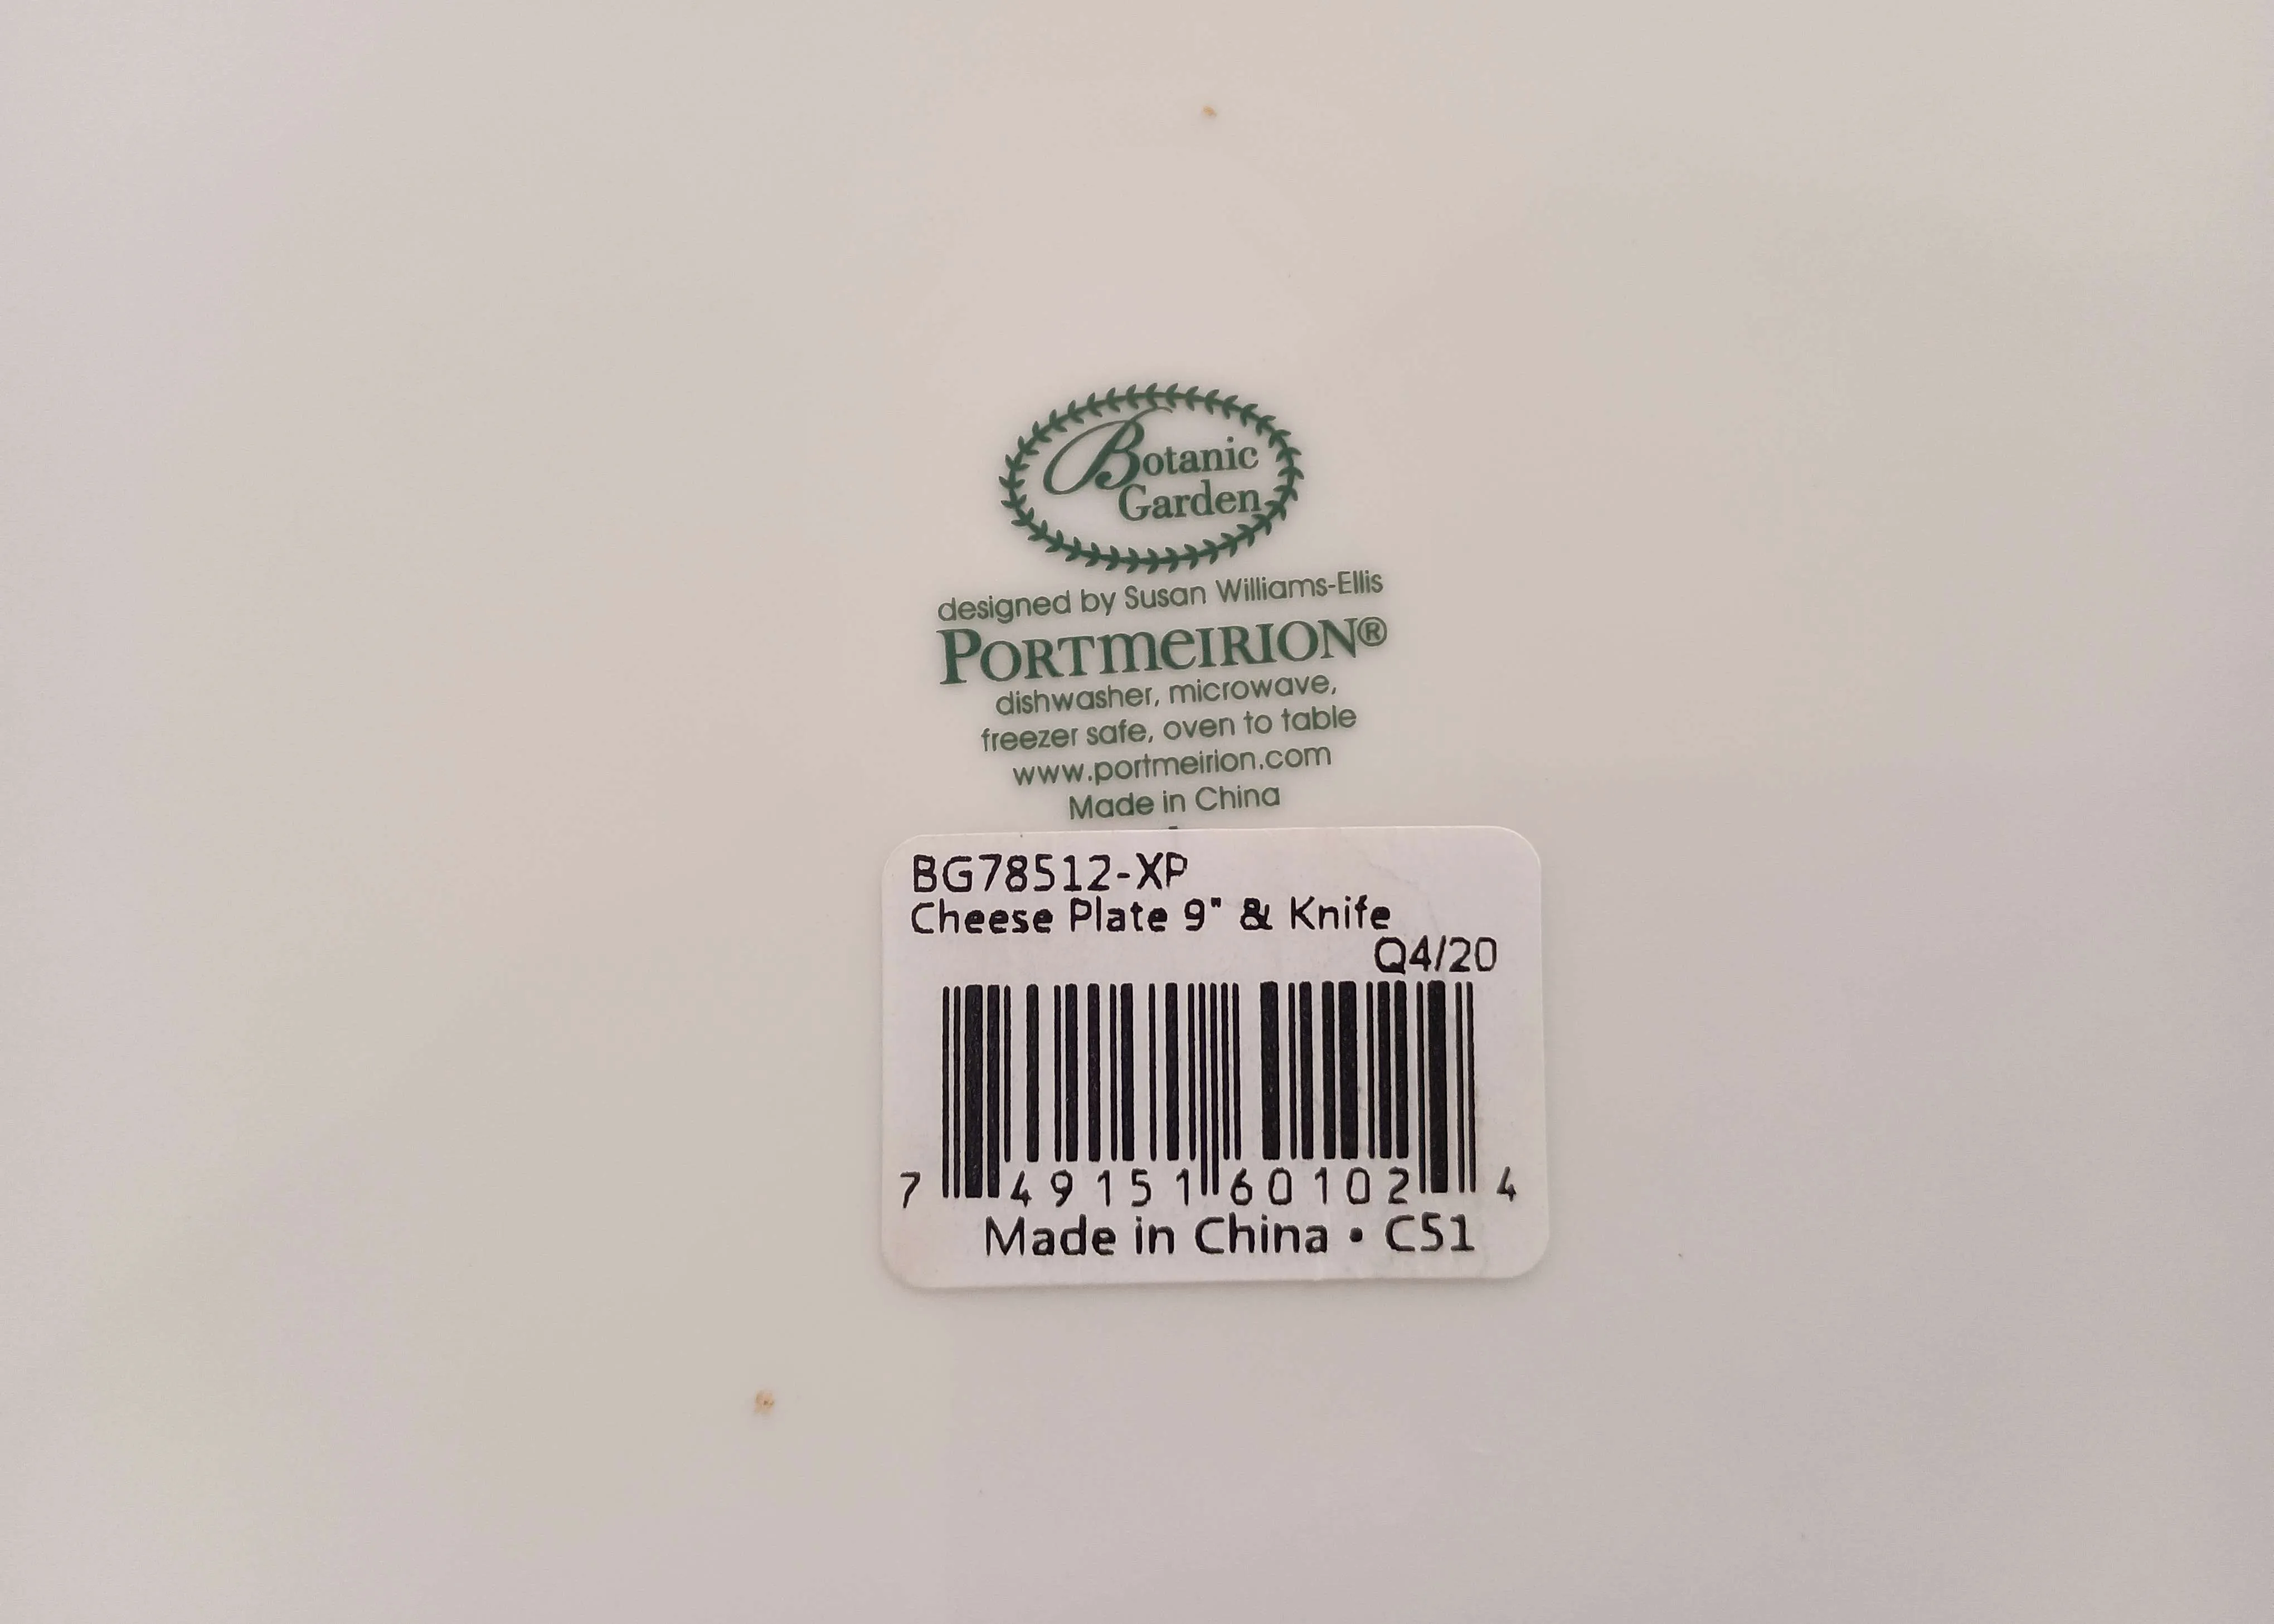 Botanic
Garden
designed by Susan Williams-Ellis
PORTMEIRION®
dishwasher, microwave,
freezer safe, oven to table
www.portmeirion.com
Made in China
BG78512-XP
Cheese Plate 9" & Knife
Q4/20
7 49151 60102 4
Made in China • C51